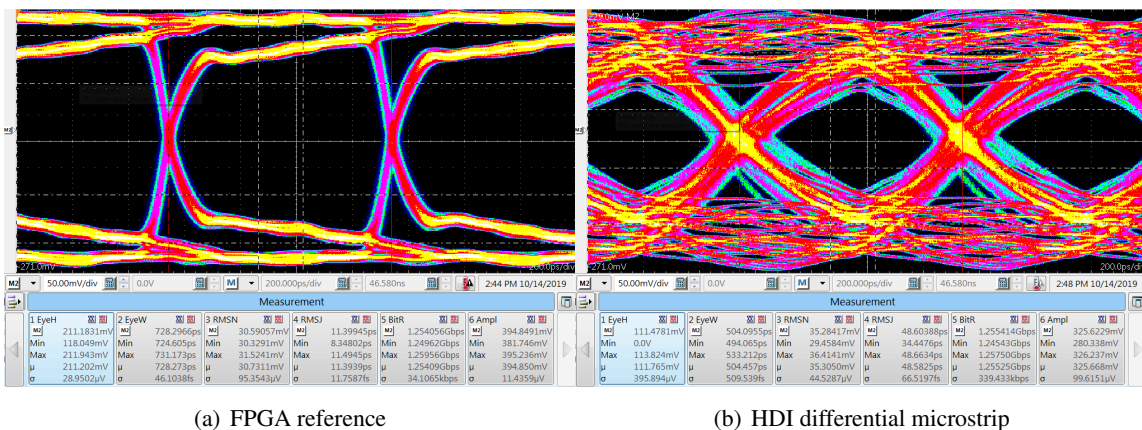 229.0mV M2
M2
-271.0mV
200.0ps/div
-271.0mV
200.0ps/div
M2 50.00mV/div 0.0V M 200.000ps/div 46.580ns 2:44 PM 10/14/2019
M2 50.00mV/div 0.0V M 200.000ps/div 46.580ns 2:48 PM 10/14/2019
Measurement
1 EyeH 2 EyeW 3 RMSN 4 RMSJ 5 BitR 6 Ampl
M2 211.1831mV M2 728.2966ps M2 30.59057mV M2 11.39945ps M2 1.254056Gbps M2 394.8491mV
Min 118.049mV Min 724.605ps Min 30.3291mV Min 8.34802ps Min 1.24962Gbps Min 381.746mV
Max 211.943mV Max 731.173ps Max 31.5241mV Max 11.4945ps Max 1.25956Gbps Max 395.236mV
μ 211.202mV μ 728.273ps μ 30.7311mV μ 11.3939ps μ 1.25409Gbps μ 394.850mV
σ 28.9502μV σ 46.1038fs σ 95.3543μV σ 11.7587fs σ 34.1065kbps σ 11.4359μV
Measurement
1 EyeH 2 EyeW 3 RMSN 4 RMSJ 5 BitR 6 Ampl
M2 111.4781mV M2 504.0955ps M2 35.28417mV M2 48.60388ps M2 1.255414Gbps M2 325.6229mV
Min 0.0V Min 494.065ps Min 29.4584mV Min 34.4476ps Min 1.24543Gbps Min 280.338mV
Max 113.824mV Max 533.212ps Max 36.4141mV Max 48.6634ps Max 1.25750Gbps Max 326.237mV
μ 111.765mV μ 504.457ps μ 35.3050mV μ 48.5825ps μ 1.25525Gbps μ 325.668mV
σ 395.894μV σ 509.539fs σ 44.5287μV σ 66.5197fs σ 339.433kbps σ 99.6151μV
(a) FPGA reference
(b) HDI differential microstrip